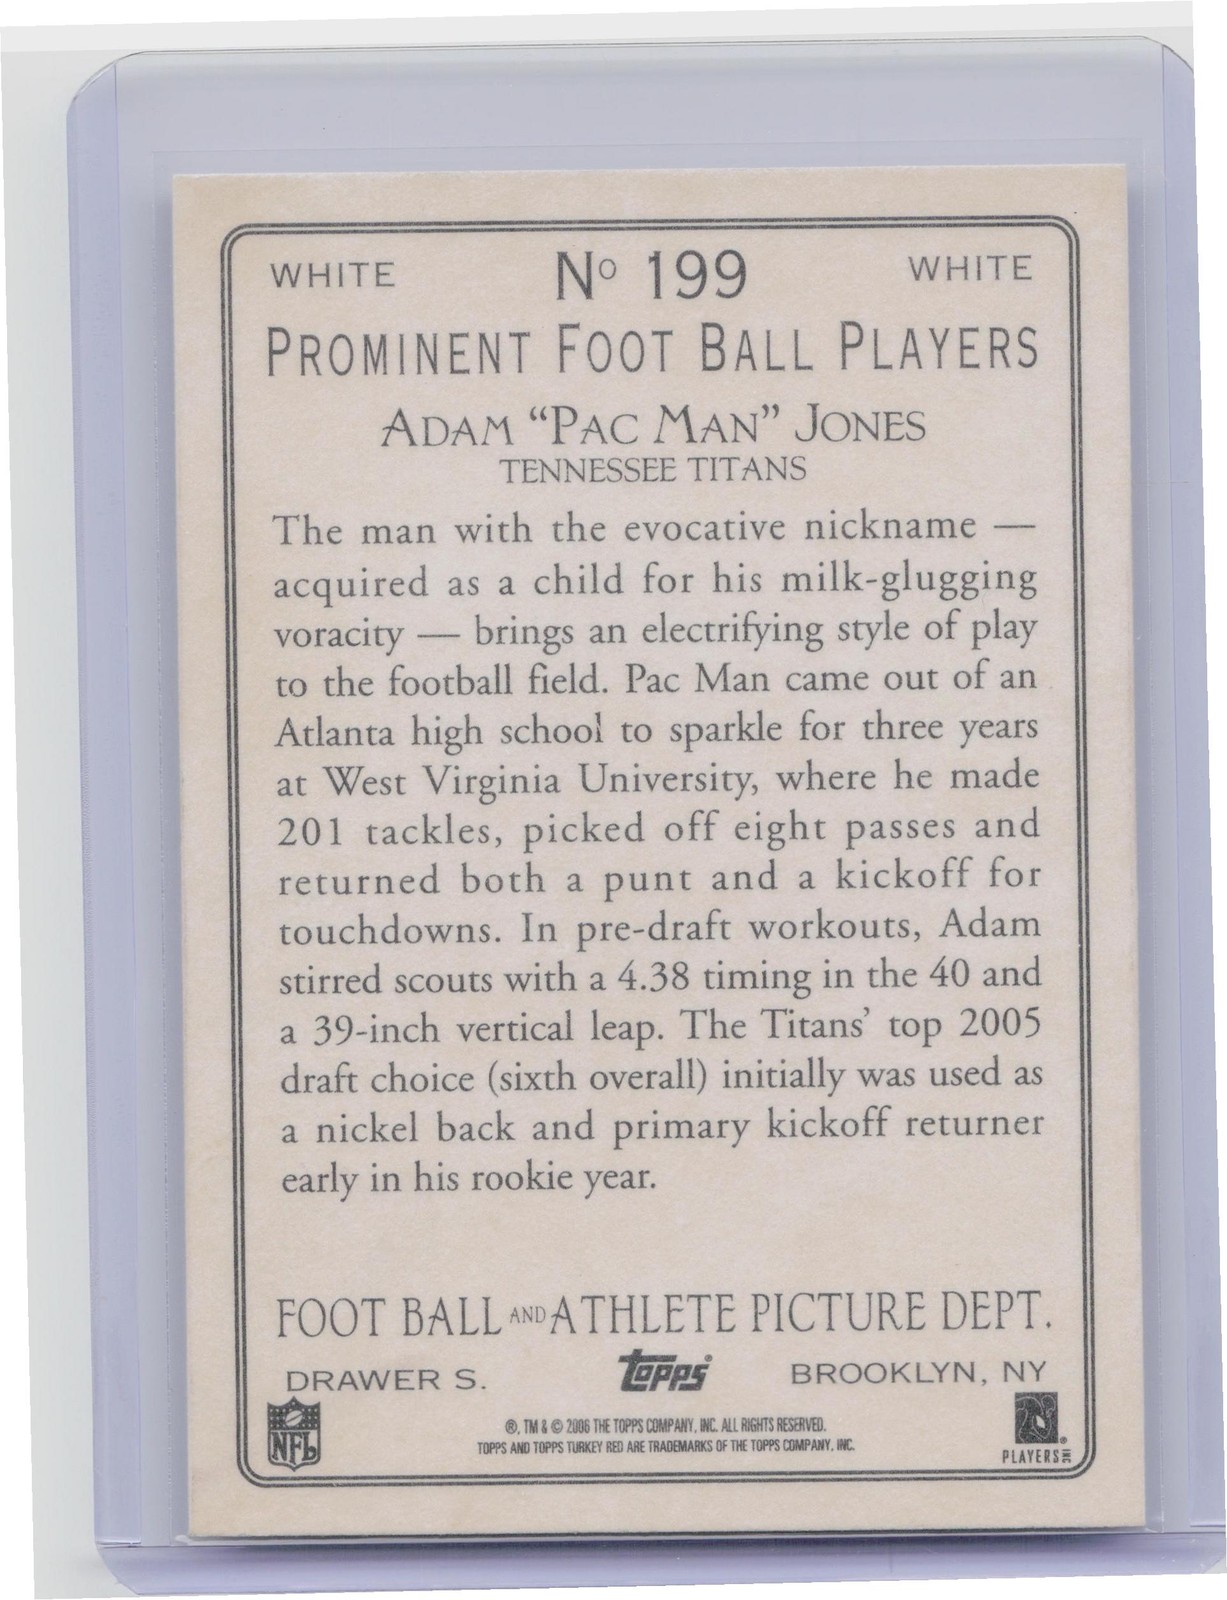 WHITE Nº 199 WHITE
PROMINENT FOOT BALL PLAYERS
ADAM “PAC MAN” JONES
TENNESSEE TITANS
The man with the evocative nickname —
acquired as a child for his milk-glugging
voracity — brings an electrifying style of play
to the football field. Pac Man came out of an
Atlanta high school to sparkle for three years
at West Virginia University, where he made
201 tackles, picked off eight passes and
returned both a punt and a kickoff for
touchdowns. In pre-draft workouts, Adam
stirred scouts with a 4.38 timing in the 40 and
a 39-inch vertical leap. The Titans’ top 2005
draft choice (sixth overall) initially was used as
a nickel back and primary kickoff returner
early in his rookie year.
FOOT BALL AND ATHLETE PICTURE DEPT.
DRAWER S. Topps® BROOKLYN, NY
NFL
®, TM & © 2006 THE TOPPS COMPANY, INC. ALL RIGHTS RESERVED.
TOPPS AND TOPPS TURKEY RED ARE TRADEMARKS OF THE TOPPS COMPANY, INC.
PLAYERS INC